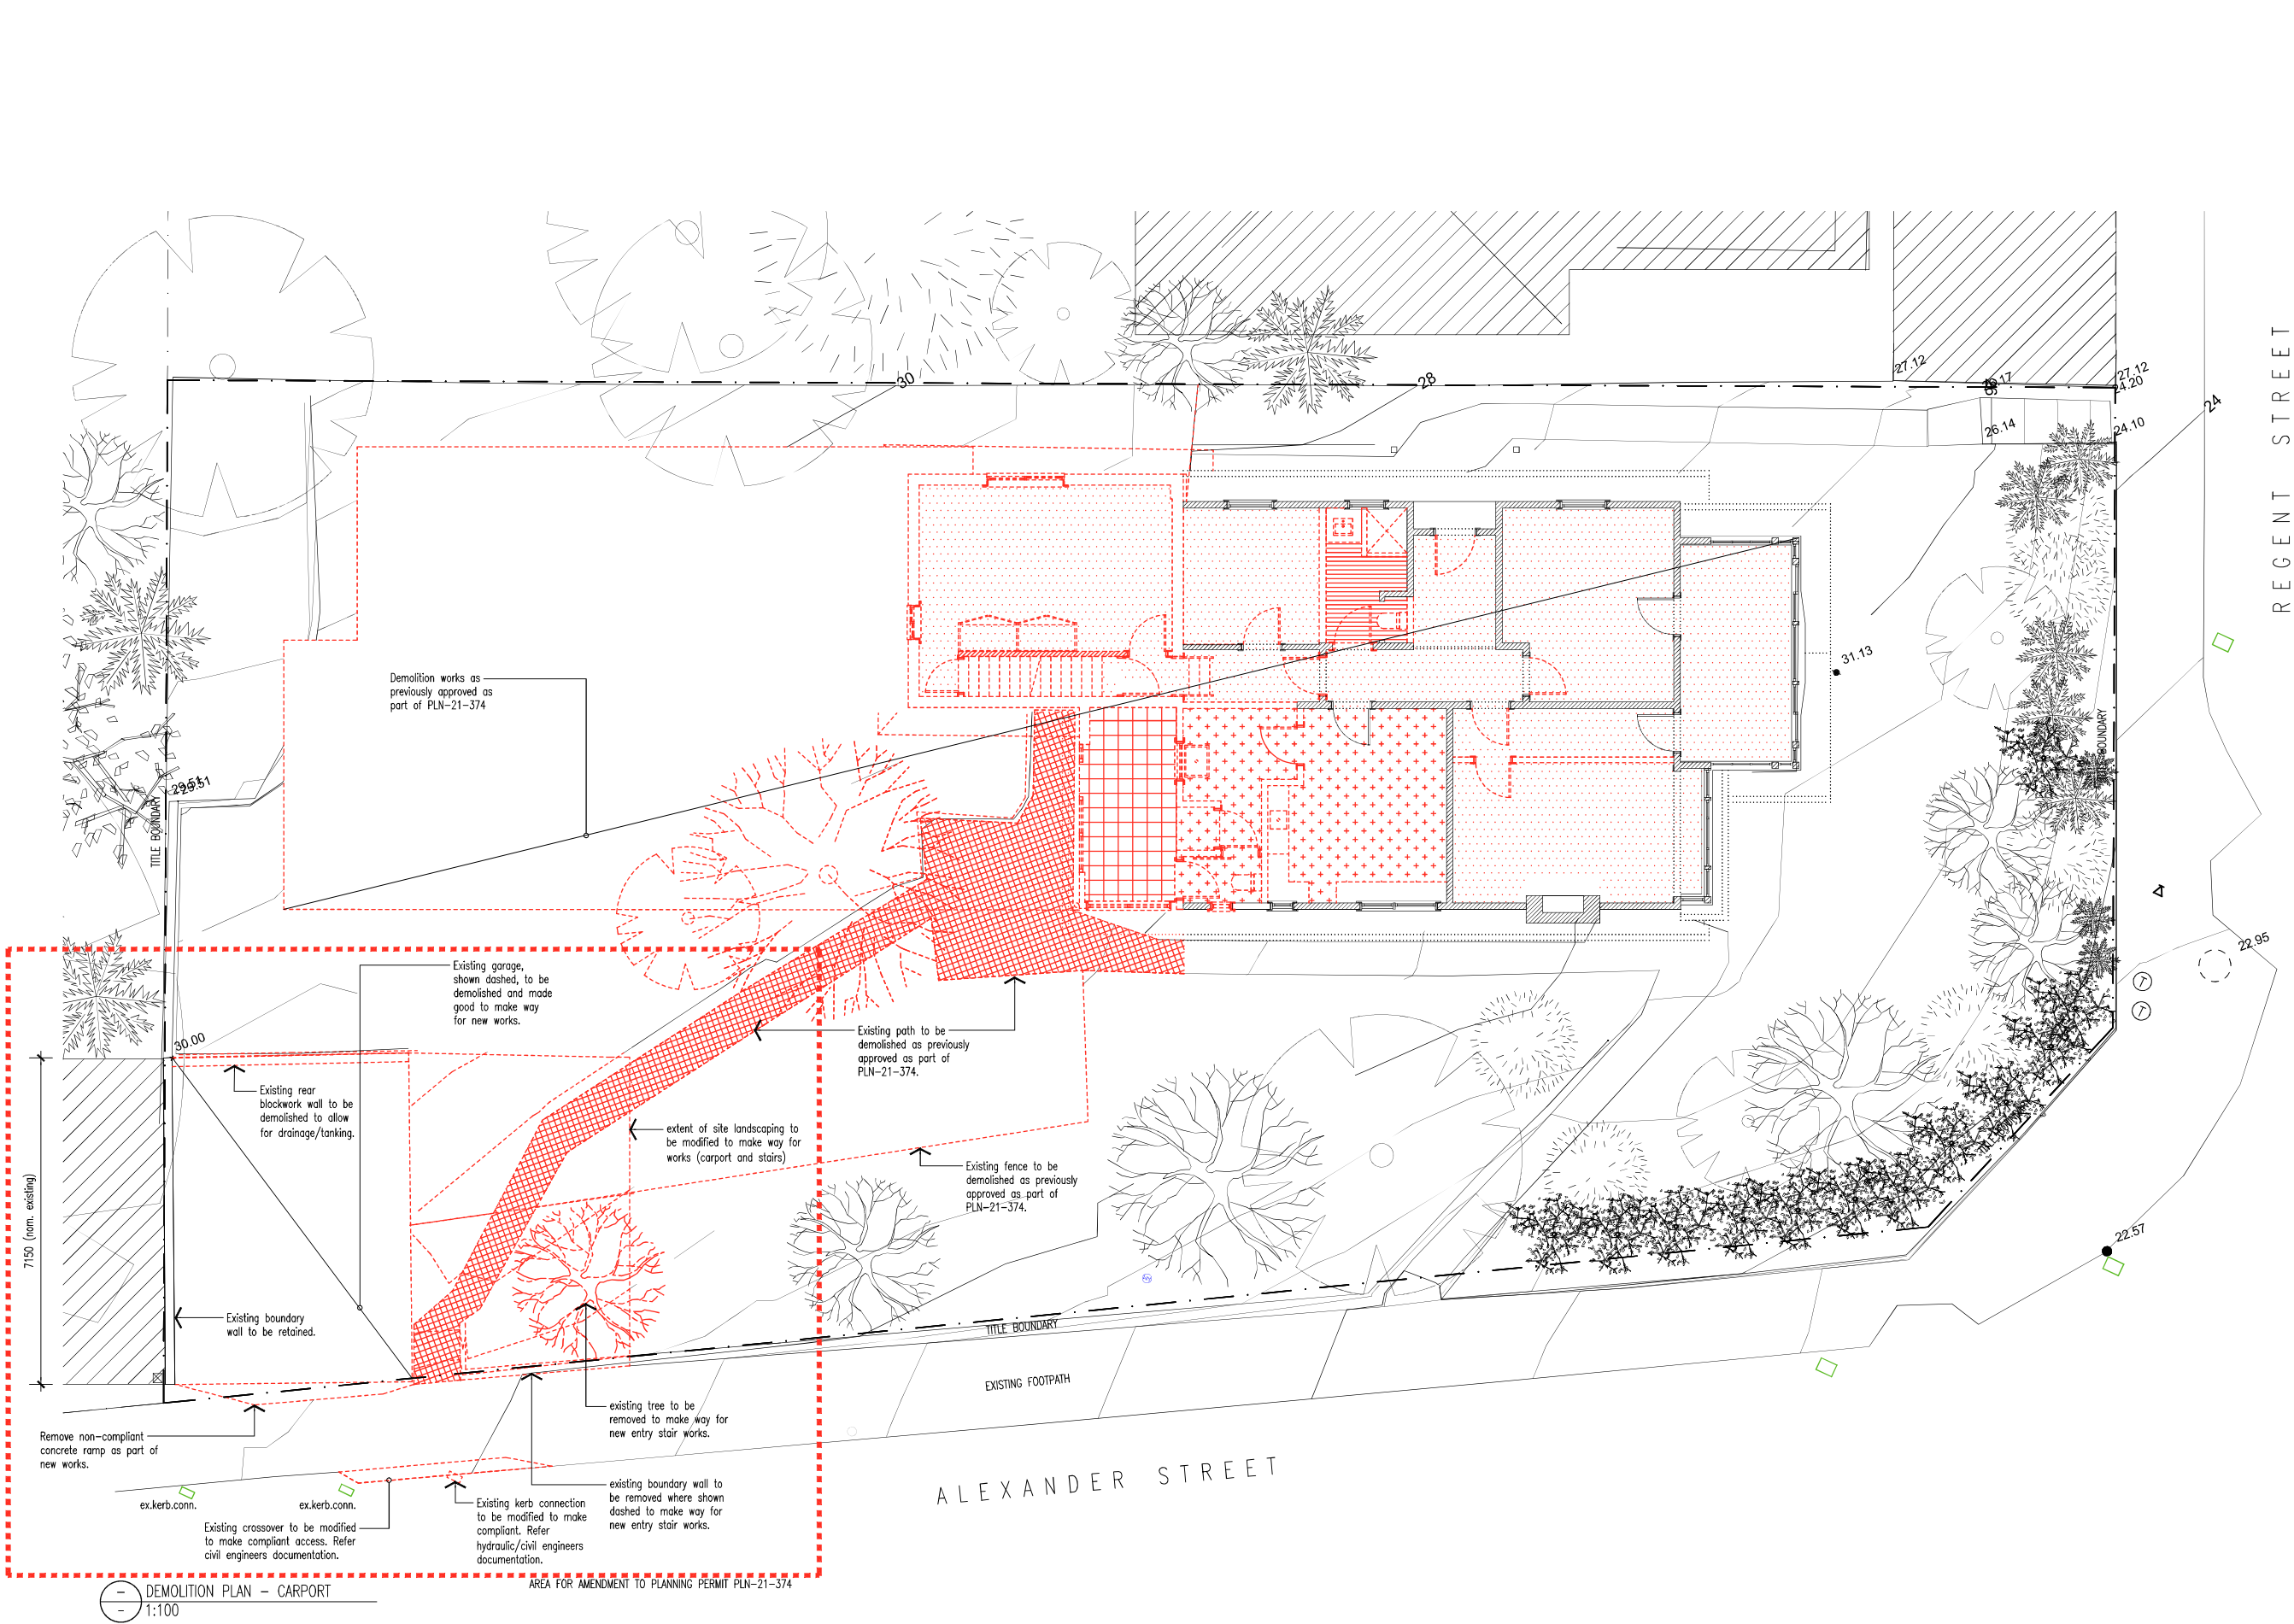 30
28
27.12
27.12
24.20
24
26.14
24.10
REGENT STREET
31.13
Demolition works as
previously approved as
part of PLN-21-374
29.51
TITLE BOUNDARY
BOUNDARY
22.95
T
T
Existing garage,
shown dashed, to be
demolished and made
good to make way
for new works.
30.00
Existing path to be
demolished as previously
approved as part of
PLN-21-374.
Existing rear
blockwork wall to be
demolished to allow
for drainage/tanking.
extent of site landscaping to
be modified to make way for
works (carport and stairs)
Existing fence to be
demolished as previously
approved as part of
PLN-21-374.
7150 (nom. existing)
22.57
Existing boundary
wall to be retained.
TITLE BOUNDARY
EXISTING FOOTPATH
existing tree to be
removed to make way for
new entry stair works.
Remove non-compliant
concrete ramp as part of
new works.
ALEXANDER STREET
existing boundary wall to
be removed where shown
dashed to make way for
new entry stair works.
ex.kerb.conn.
ex.kerb.conn.
Existing kerb connection
to be modified to make
compliant. Refer
hydraulic/civil engineers
documentation.
Existing crossover to be modified
to make compliant access. Refer
civil engineers documentation.
AREA FOR AMENDMENT TO PLANNING PERMIT PLN-21-374
DEMOLITION PLAN - CARPORT
1:100